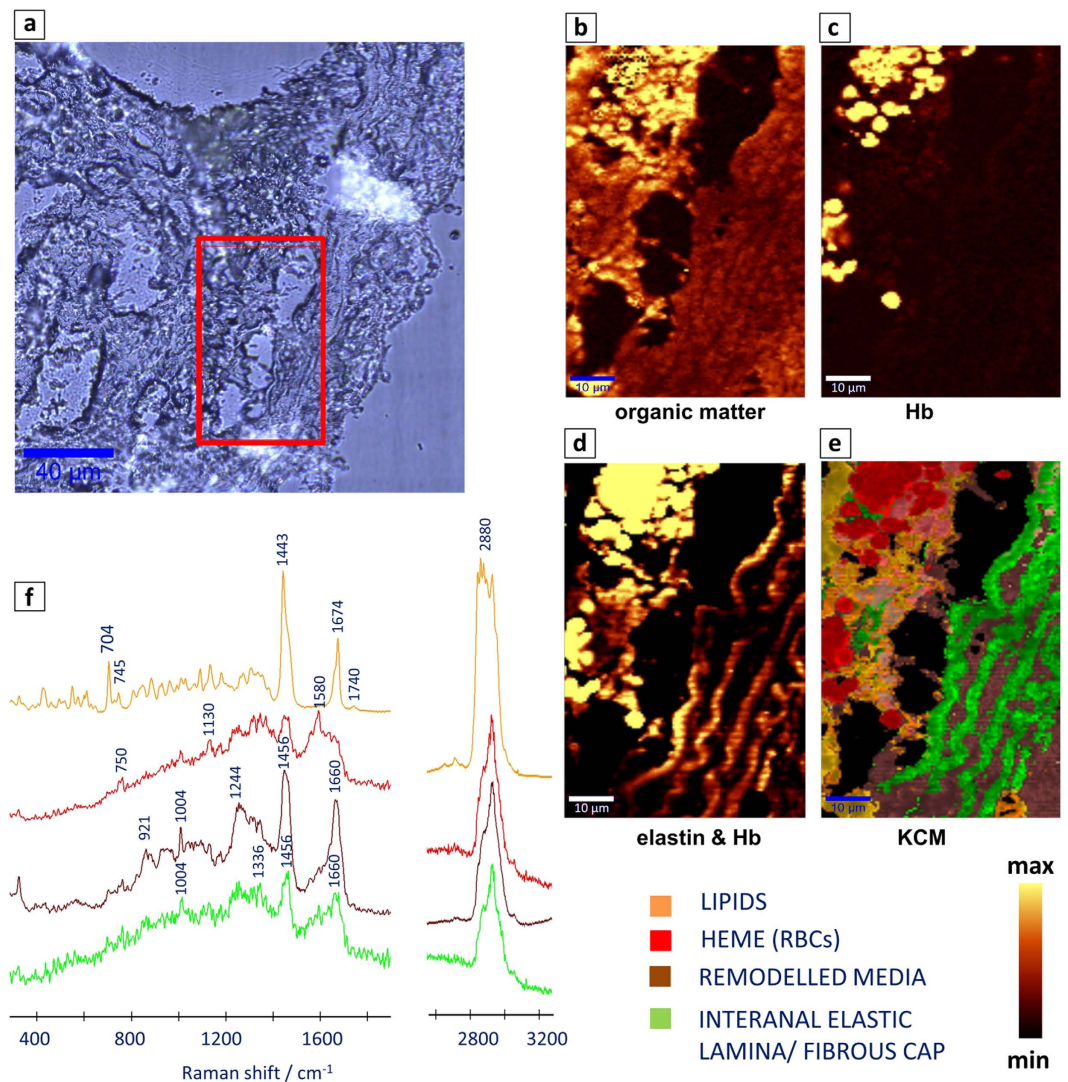 a
40 µm
b
c
10 µm
10 µm
organic matter
Hb
d
e
10 µm
10 µm
elastin & Hb
KCM
f
704
745
1443
1674
1740
2880
750
1130
1580
1456
921
1004
1244
1660
1004
1336
1456
1660
400
800
1200
1600
2800
3200
Raman shift / cm⁻¹
LIPIDS
HEME (RBCs)
REMODELLED MEDIA
INTERANAL ELASTIC
LAMINA/ FIBROUS CAP
max
min